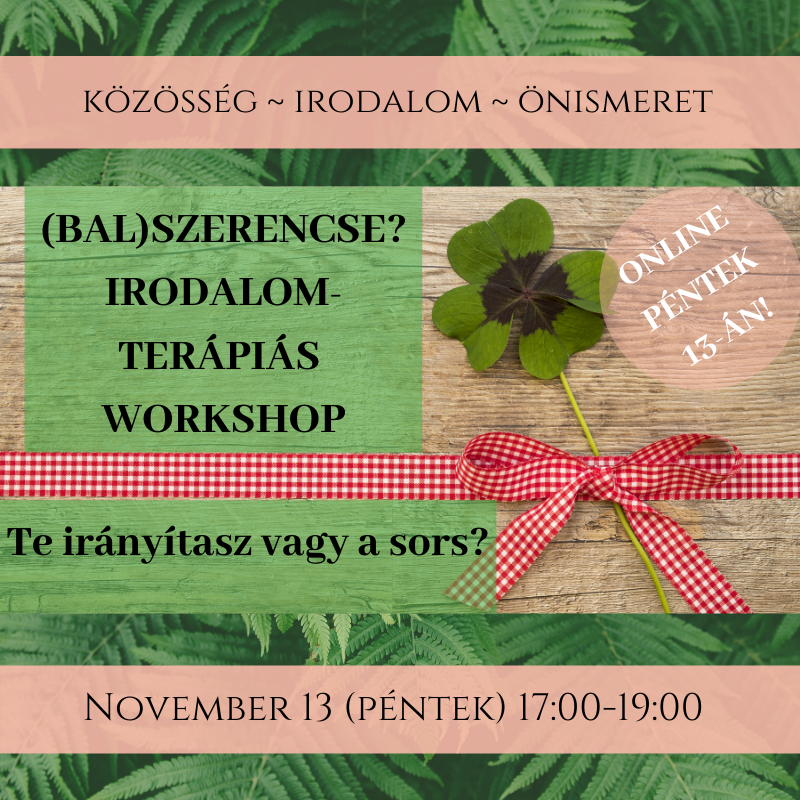 KÖZÖSSÉG ~ IRODALOM ~ ÖNISMERET
(BAL)SZERENCSE?
IRODALOM-
TERÁPIÁS
WORKSHOP
ONLINE
PÉNTEK
13-ÁN!
Te irányítasz vagy a sors?
NOVEMBER 13 (PÉNTEK) 17:00-19:00